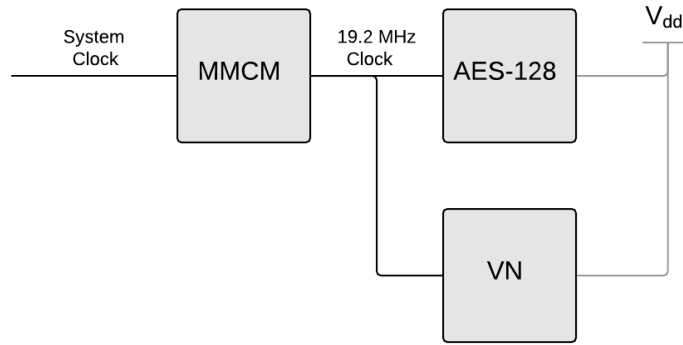 System
Clock
MMCM
19.2 MHz
Clock
AES-128
Vdd
VN